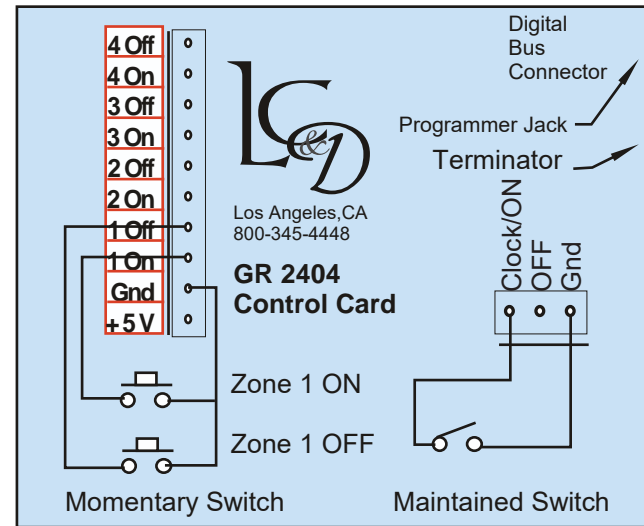 4 Off
4 On
3 Off
3 On
2 Off
2 On
1 Off
1 On
Gnd
+5V
LC&D
Los Angeles,CA
800-345-4448
GR 2404
Control Card
Zone 1 ON
Zone 1 OFF
Momentary Switch
Digital
Bus
Connector
Programmer Jack
Terminator
Clock/ON
OFF
Gnd
Maintained Switch